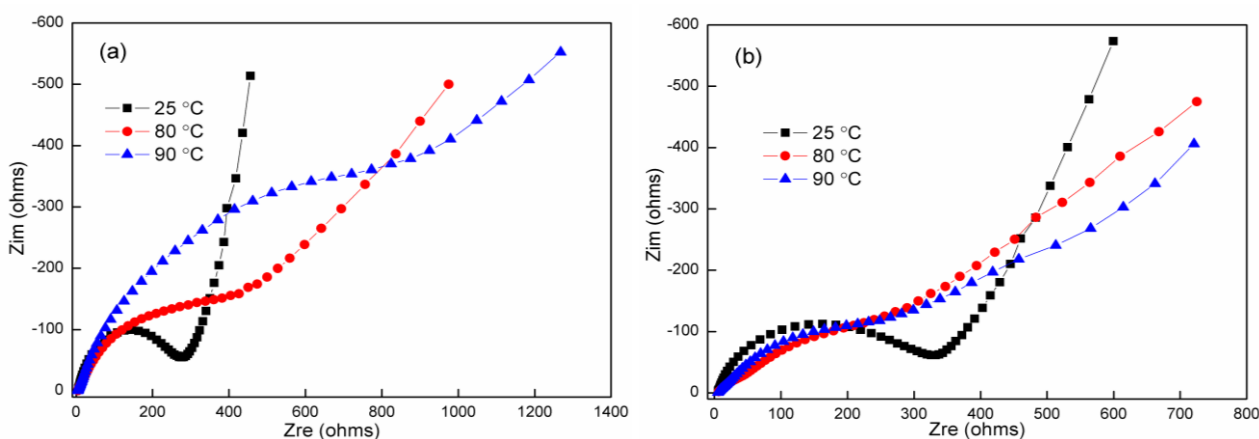 (a)
-600
-500
-400
-300
-200
-100
0
Zim (ohms)
25 °C
80 °C
90 °C
0 200 400 600 800 1000 1200 1400
Zre (ohms)
(b)
-600
-500
-400
-300
-200
-100
0
Zim (ohms)
25 °C
80 °C
90 °C
0 100 200 300 400 500 600 700 800
Zre (ohms)